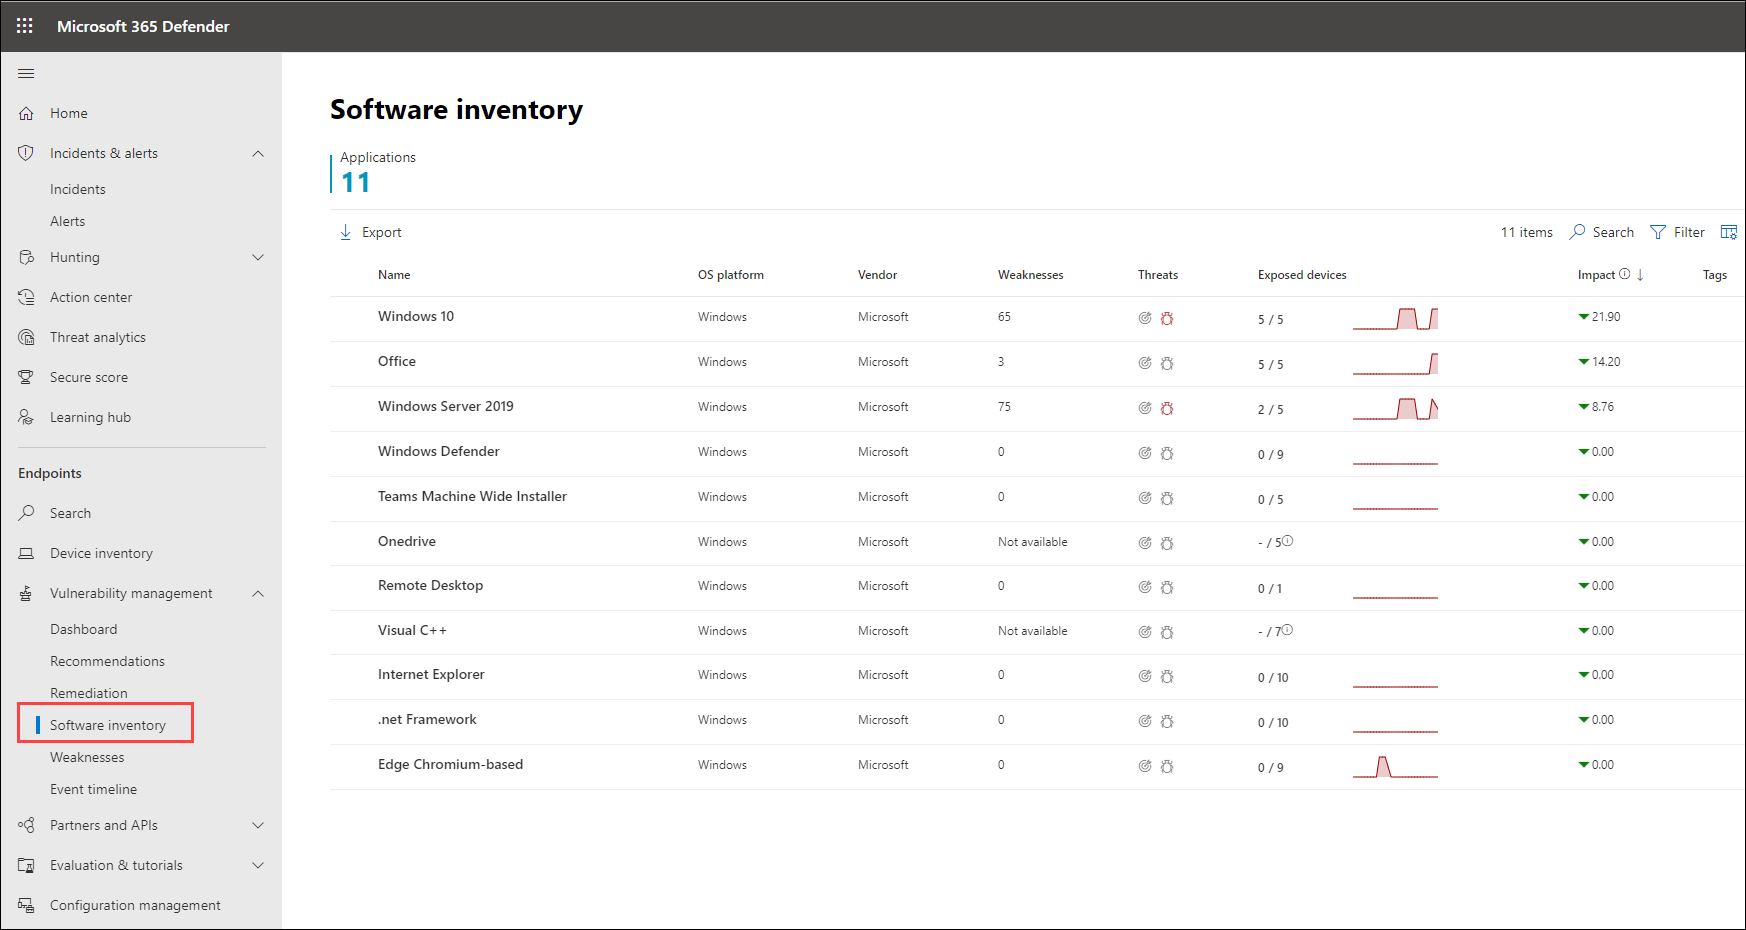 Microsoft 365 Defender
Home
Incidents & alerts
Incidents
Alerts
Hunting
Action center
Threat analytics
Secure score
Learning hub
Endpoints
Search
Device inventory
Vulnerability management
Dashboard
Recommendations
Remediation
Software inventory
Weaknesses
Event timeline
Partners and APIs
Evaluation & tutorials
Configuration management
Software inventory
Applications
11
Export 11 items Search Filter
Name OS platform Vendor Weaknesses Threats Exposed devices Impact Tags
Windows 10 Windows Microsoft 65 5 / 5 21.90
Office Windows Microsoft 3 5 / 5 14.20
Windows Server 2019 Windows Microsoft 75 2 / 5 8.76
Windows Defender Windows Microsoft 0 0 / 9 0.00
Teams Machine Wide Installer Windows Microsoft 0 0 / 5 0.00
Onedrive Windows Microsoft Not available - / 5 0.00
Remote Desktop Windows Microsoft 0 0 / 1 0.00
Visual C++ Windows Microsoft Not available - / 7 0.00
Internet Explorer Windows Microsoft 0 0 / 10 0.00
.net Framework Windows Microsoft 0 0 / 10 0.00
Edge Chromium-based Windows Microsoft 0 0 / 9 0.00